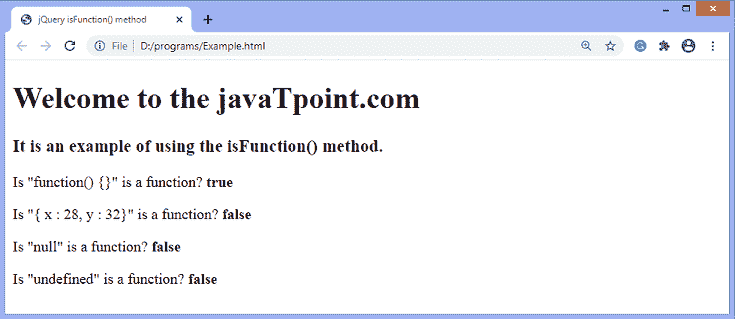 jQuery isFunction() method
File
D:/programs/Example.html
Welcome to the javaTpoint.com
It is an example of using the isFunction() method.
Is "function() {}" is a function? true
Is "{ x : 28, y : 32}" is a function? false
Is "null" is a function? false
Is "undefined" is a function? false